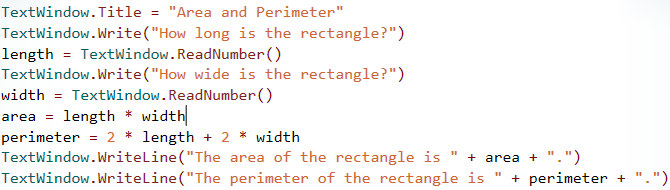 TextWindow.Title = "Area and Perimeter"
TextWindow.Write("How long is the rectangle?")
length = TextWindow.ReadNumber()
TextWindow.Write("How wide is the rectangle?")
width = TextWindow.ReadNumber()
area = length * width
perimeter = 2 * length + 2 * width
TextWindow.WriteLine("The area of the rectangle is " + area + ".")
TextWindow.WriteLine("The perimeter of the rectangle is " + perimeter + ".")